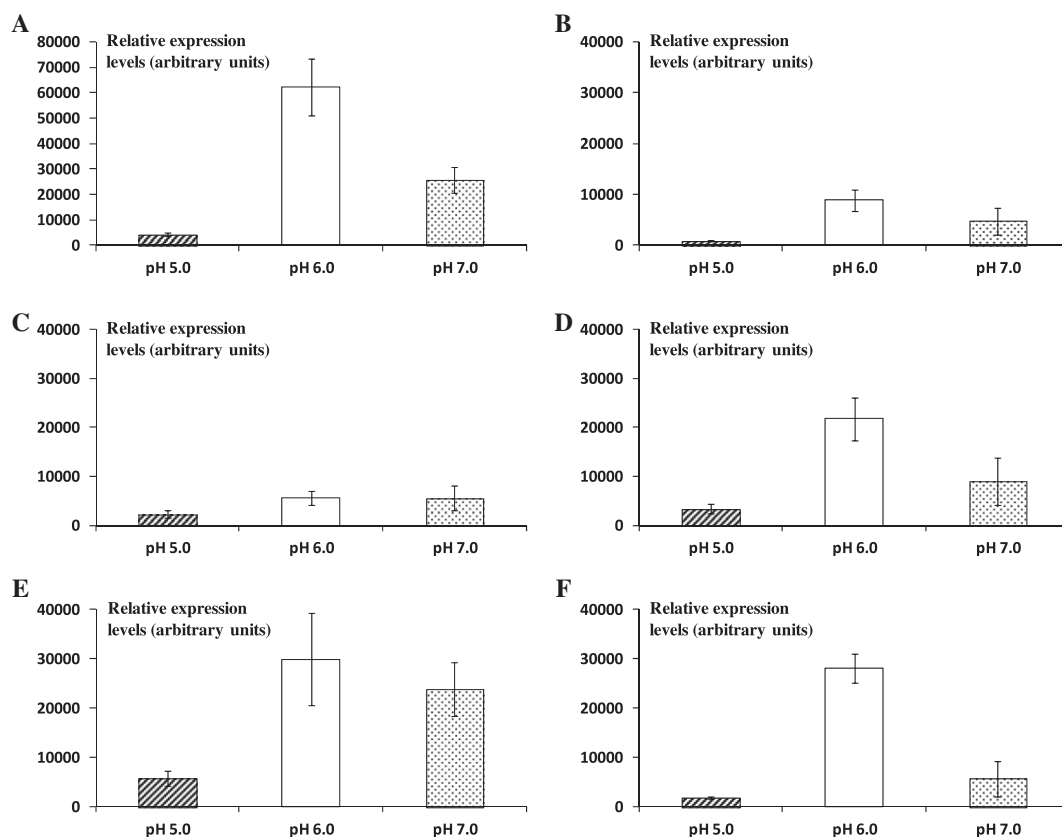 A
Relative expression
levels (arbitrary units)
80000
70000
60000
50000
40000
30000
20000
10000
0
pH 5.0
pH 6.0
pH 7.0
B
Relative expression
levels (arbitrary units)
40000
30000
20000
10000
0
pH 5.0
pH 6.0
pH 7.0
C
Relative expression
levels (arbitrary units)
40000
30000
20000
10000
0
pH 5.0
pH 6.0
pH 7.0
D
Relative expression
levels (arbitrary units)
40000
30000
20000
10000
0
pH 5.0
pH 6.0
pH 7.0
E
Relative expression
levels (arbitrary units)
40000
30000
20000
10000
0
pH 5.0
pH 6.0
pH 7.0
F
Relative expression
levels (arbitrary units)
40000
30000
20000
10000
0
pH 5.0
pH 6.0
pH 7.0